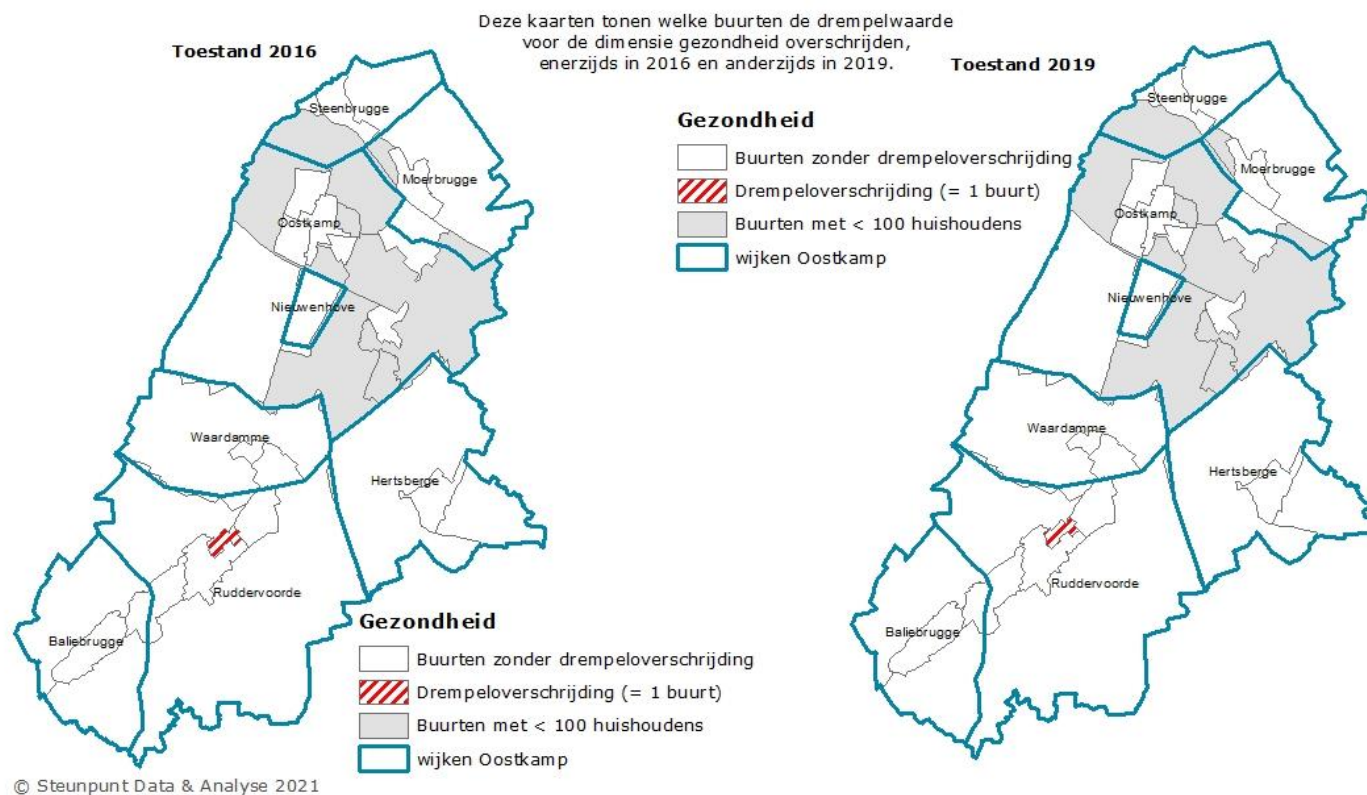 Deze kaarten tonen welke buurten de drempelwaarde
voor de dimensie gezondheid overschrijden,
enerzijds in 2016 en anderzijds in 2019.
Toestand 2016
Steenbrugge
Moerbrugge
Oostkamp
Nieuwenhove
Waardamme
Hertsberge
Ruddervoorde
Baliebrugge
Gezondheid
Buurten zonder drempeloverschrijding
Drempeloverschrijding (= 1 buurt)
Buurten met < 100 huishoudens
wijken Oostkamp
Toestand 2019
Steenbrugge
Moerbrugge
Oostkamp
Nieuwenhove
Waardamme
Hertsberge
Ruddervoorde
Baliebrugge
Gezondheid
Buurten zonder drempeloverschrijding
Drempeloverschrijding (= 1 buurt)
Buurten met < 100 huishoudens
wijken Oostkamp
© Steunpunt Data & Analyse 2021